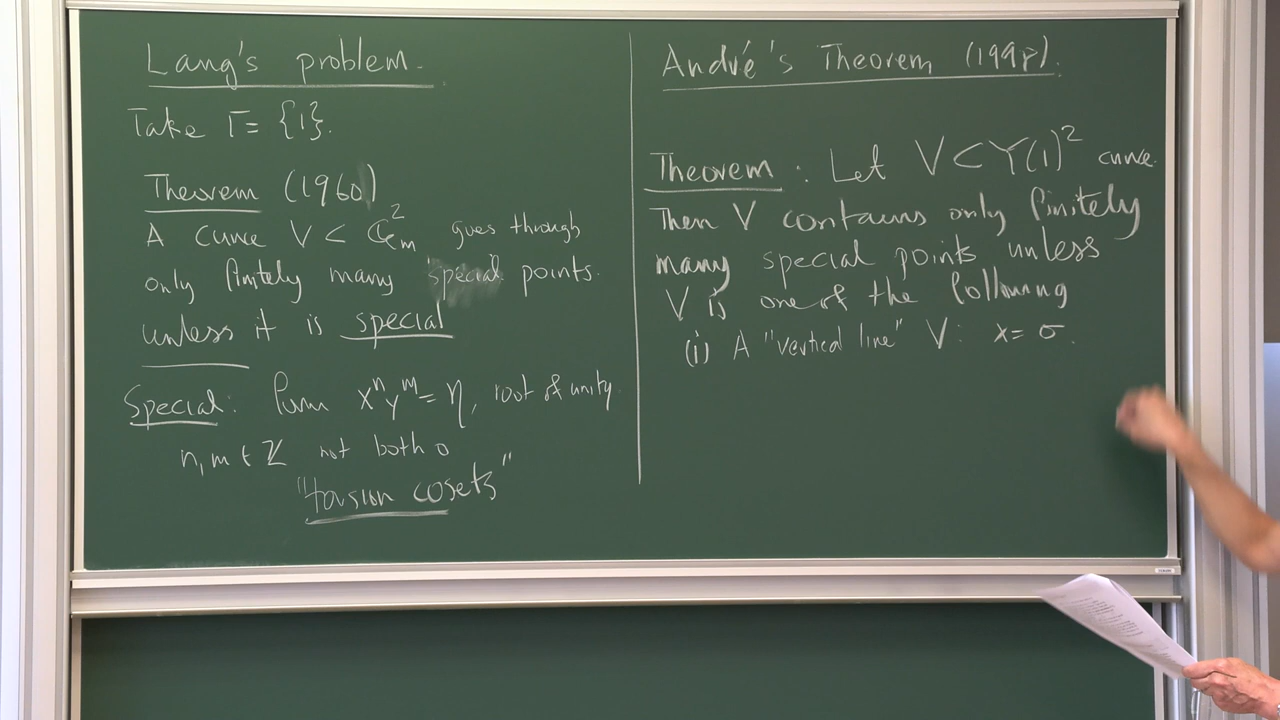 Lang's problem.
Take Γ = {1}.
Theorem (1960)
A curve V ⊂ G_m^2 goes through
only finitely many special points.
unless it is special
Special: Form x^n y^m = η, root of unity
n, m ∈ ℤ not both 0
"torsion cosets"
André's Theorem (1998).
Theorem : Let V ⊂ Y(1)^2 curve.
Then V contains only finitely
many special points unless
V is one of the following
(i) A "vertical line" V: x = σ.